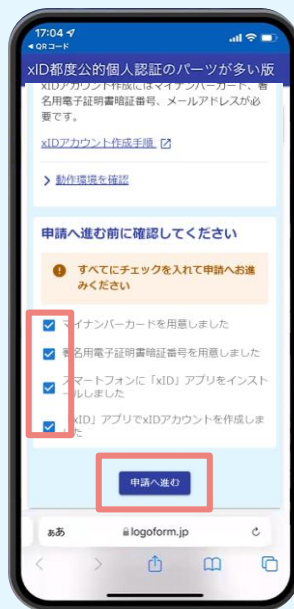 17:04
◀ QRコード
xID都度公的個人認証のパーツが多い版
xIDアカウント作成にはマイナンバーカード、署
名用電子証明書暗証番号、メールアドレスが必
要です。
xIDアカウント作成手順
動作環境を確認
申請へ進む前に確認してください
すべてにチェックを入れて申請へお進
みください
マイナンバーカードを用意しました
署名用電子証明書暗証番号を用意しました
スマートフォンに「xID」アプリをインスト
ールしました
「xID」アプリでxIDアカウントを作成しま
した
申請へ進む
ぁあ
logoform.jp